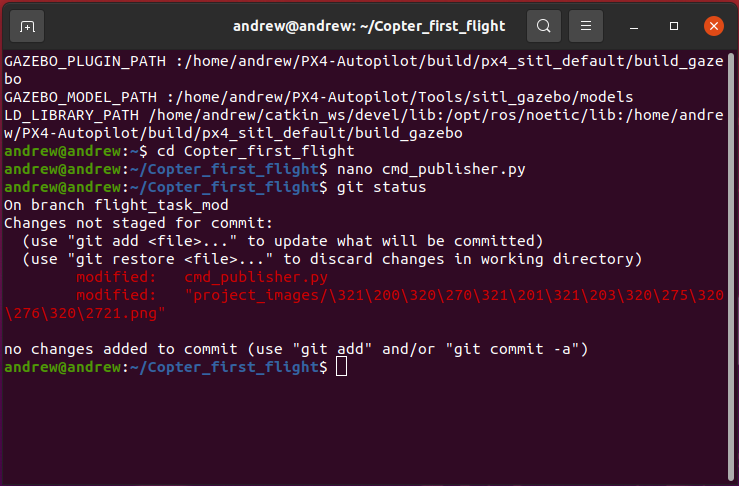 andrew@andrew: ~/Copter_first_flight
GAZEBO_PLUGIN_PATH :/home/andrew/PX4-Autopilot/build/px4_sitl_default/build_gaze
bo
GAZEBO_MODEL_PATH :/home/andrew/PX4-Autopilot/Tools/sitl_gazebo/models
LD_LIBRARY_PATH /home/andrew/catkin_ws/devel/lib:/opt/ros/noetic/lib:/home/andre
w/PX4-Autopilot/build/px4_sitl_default/build_gazebo
andrew@andrew:~$ cd Copter_first_flight
andrew@andrew:~/Copter_first_flight$ nano cmd_publisher.py
andrew@andrew:~/Copter_first_flight$ git status
On branch flight_task_mod
Changes not staged for commit:
  (use "git add <file>..." to update what will be committed)
  (use "git restore <file>..." to discard changes in working directory)
        modified:   cmd_publisher.py
        modified:   "project_images/\321\200\320\270\321\201\321\203\320\275\320
\276\320\2721.png"
no changes added to commit (use "git add" and/or "git commit -a")
andrew@andrew:~/Copter_first_flight$